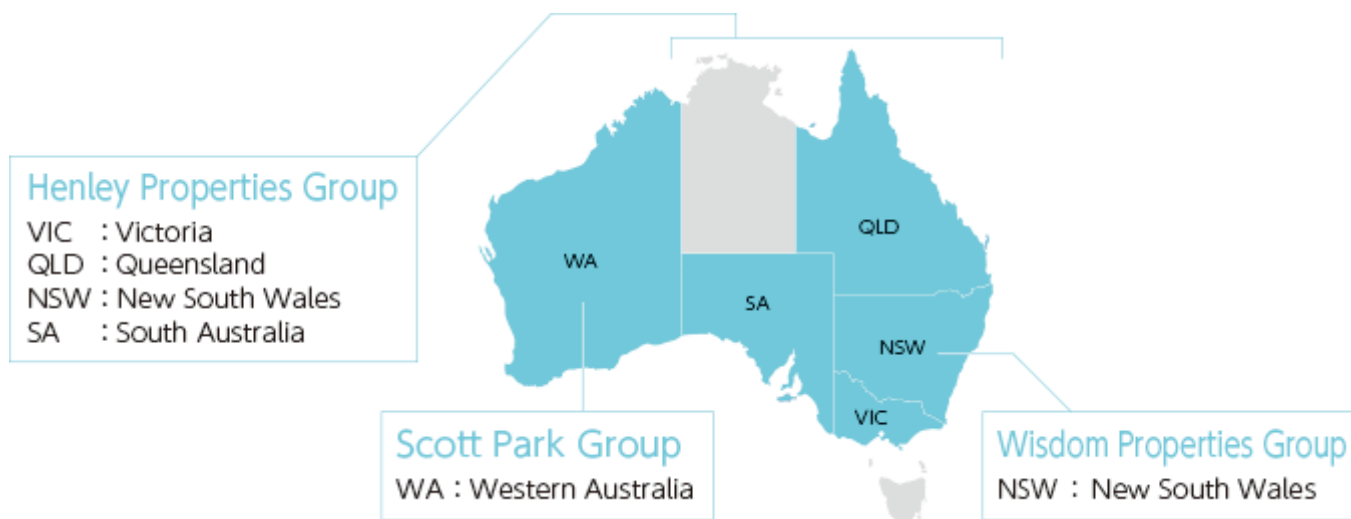 Henley Properties Group
VIC : Victoria
QLD : Queensland
NSW : New South Wales
SA : South Australia
WA
SA
QLD
NSW
VIC
Scott Park Group
WA : Western Australia
Wisdom Properties Group
NSW : New South Wales